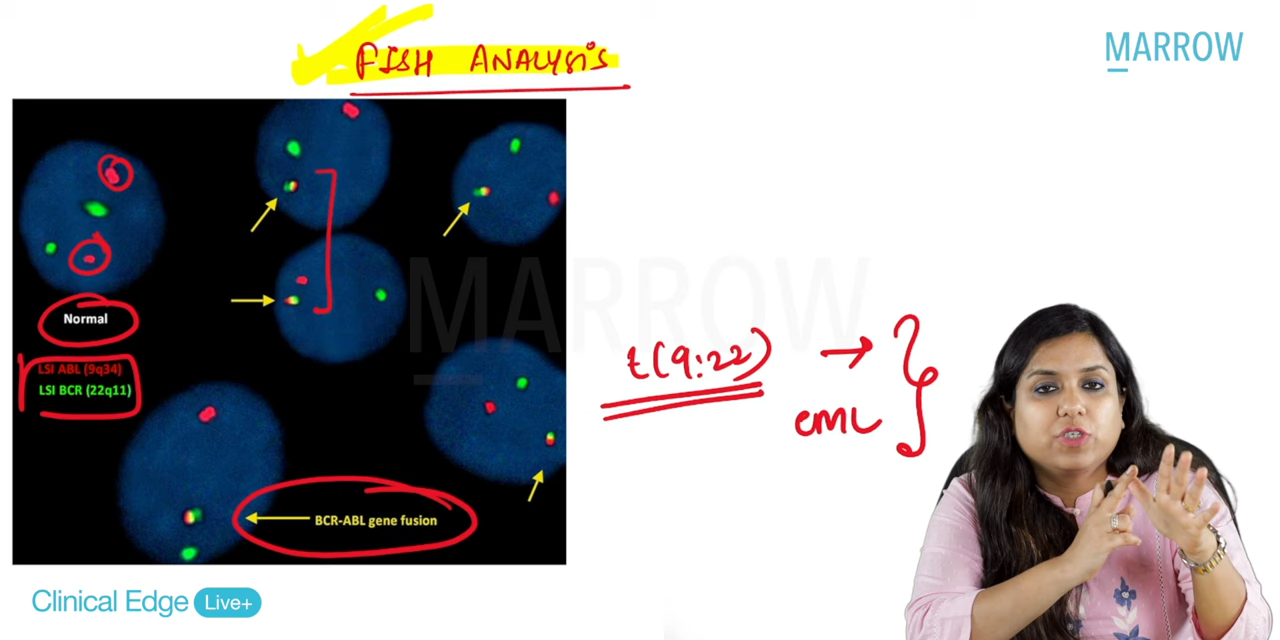 FISH ANALYSIS
MARROW
Normal
LSI ABL (9q34)
LSI BCR (22q11)
BCR-ABL gene fusion
MARROW
t(9:22) →
CML
Clinical Edge Live+